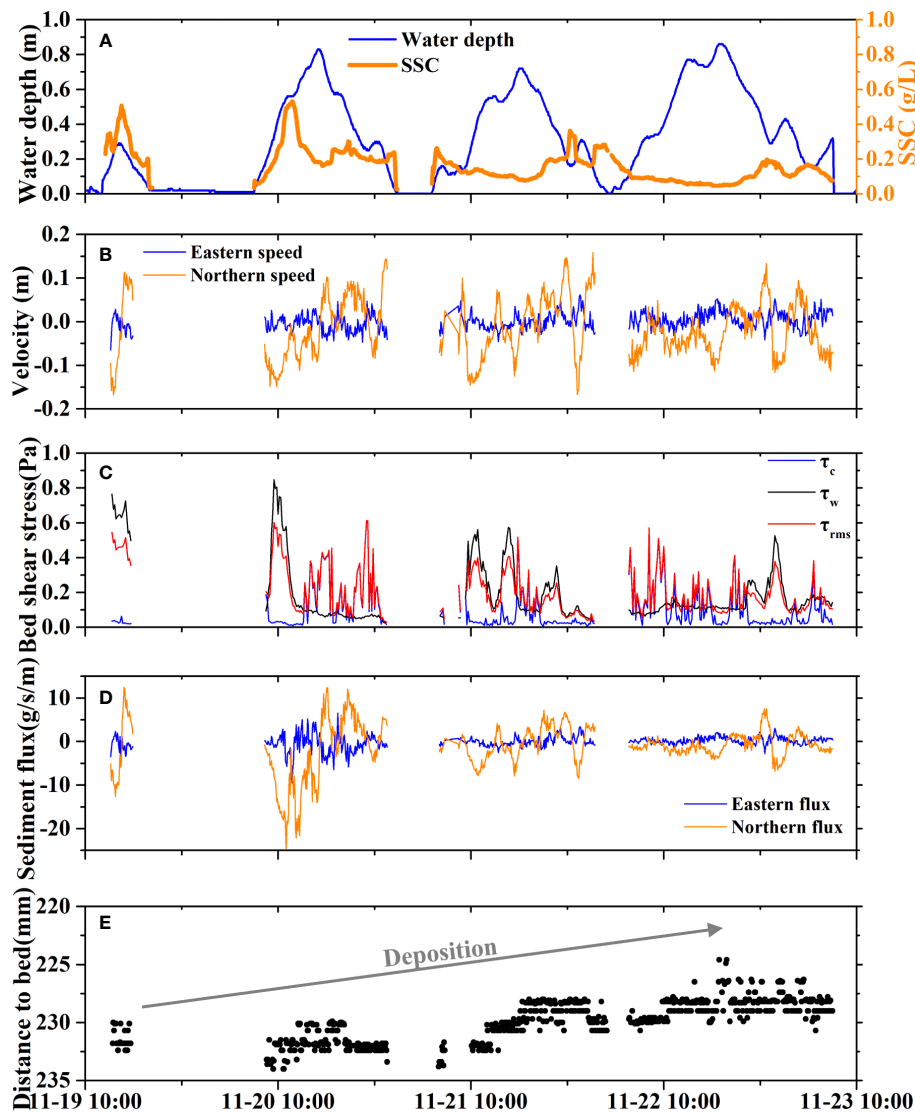 A
Water depth
SSC
Water depth (m)
1.0
0.8
0.6
0.4
0.2
0.0
1.0
0.8
0.6
0.4
0.2
0.0
SSC (g/L)
B
Eastern speed
Northern speed
Velocity (m)
0.2
0.1
0.0
-0.1
-0.2
C
τc
τw
τrms
Bed shear stress(Pa)
1.0
0.8
0.6
0.4
0.2
0.0
D
Eastern flux
Northern flux
Sediment flux(g/s/m)
10
0
-10
-20
E
Deposition
Distance to bed(mm)
220
225
230
235
11-19 10:00
11-20 10:00
11-21 10:00
11-22 10:00
11-23 10:00